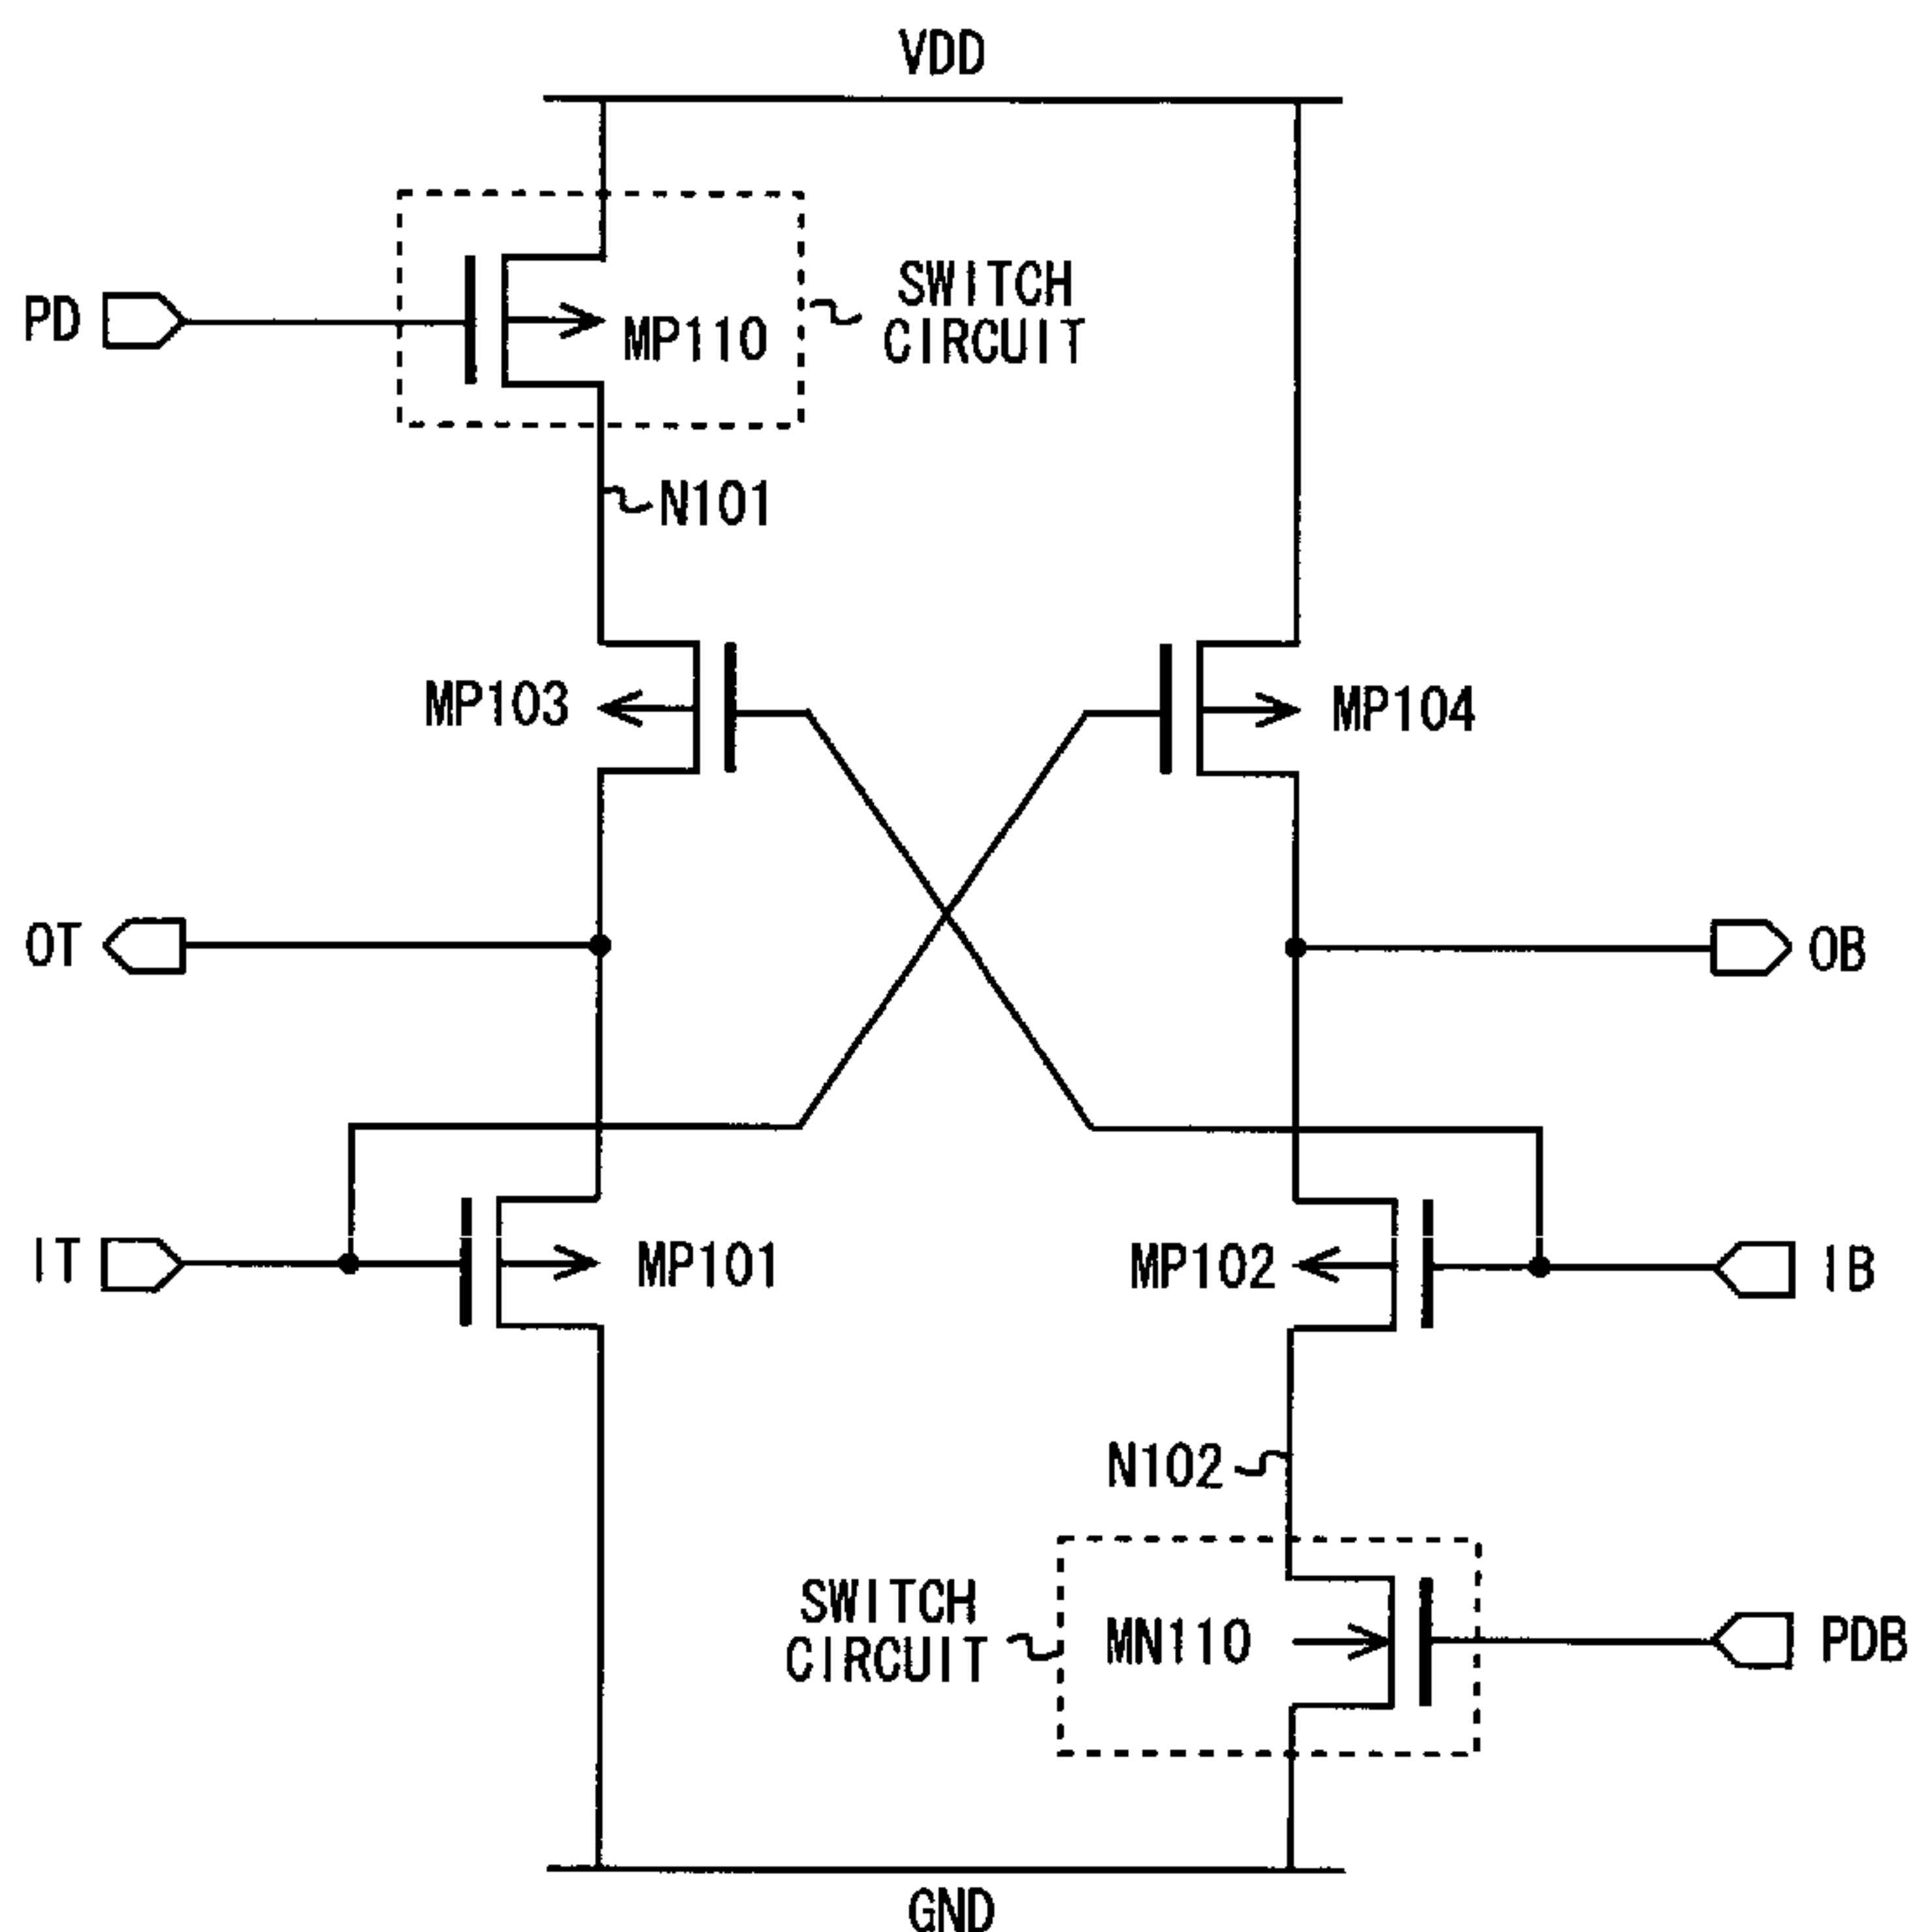 VDD
PD
MP110
SWITCH
CIRCUIT
N101
MP103
MP104
OT
OB
IT
MP101
MP102
IB
N102
SWITCH
CIRCUIT
MN110
PDB
GND